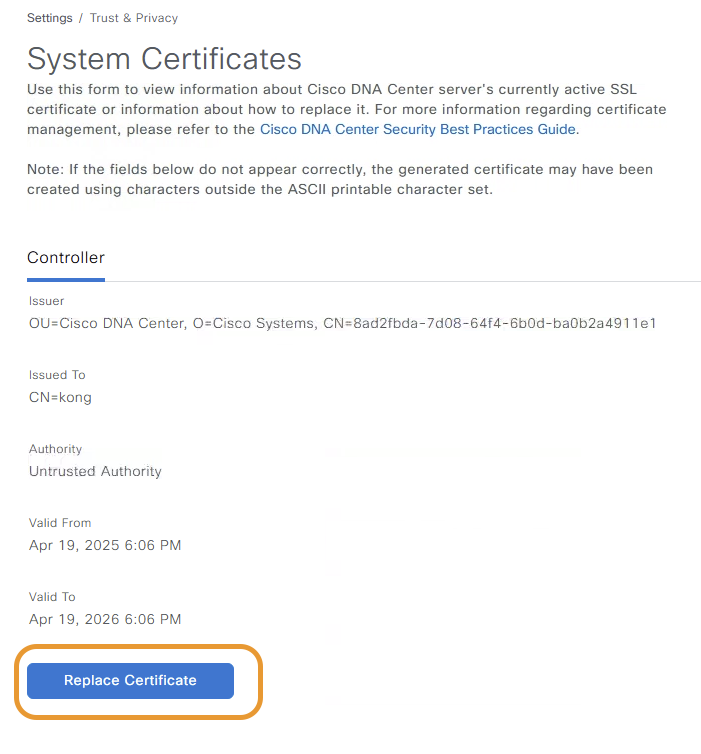 Settings / Trust & Privacy
System Certificates
Use this form to view information about Cisco DNA Center server's currently active SSL
certificate or information about how to replace it. For more information regarding certificate
management, please refer to the Cisco DNA Center Security Best Practices Guide.
Note: If the fields below do not appear correctly, the generated certificate may have been
created using characters outside the ASCII printable character set.
Controller
Issuer
OU=Cisco DNA Center, O=Cisco Systems, CN=8ad2fbda-7d08-64f4-6b0d-ba0b2a4911e1
Issued To
CN=kong
Authority
Untrusted Authority
Valid From
Apr 19, 2025 6:06 PM
Valid To
Apr 19, 2026 6:06 PM
Replace Certificate